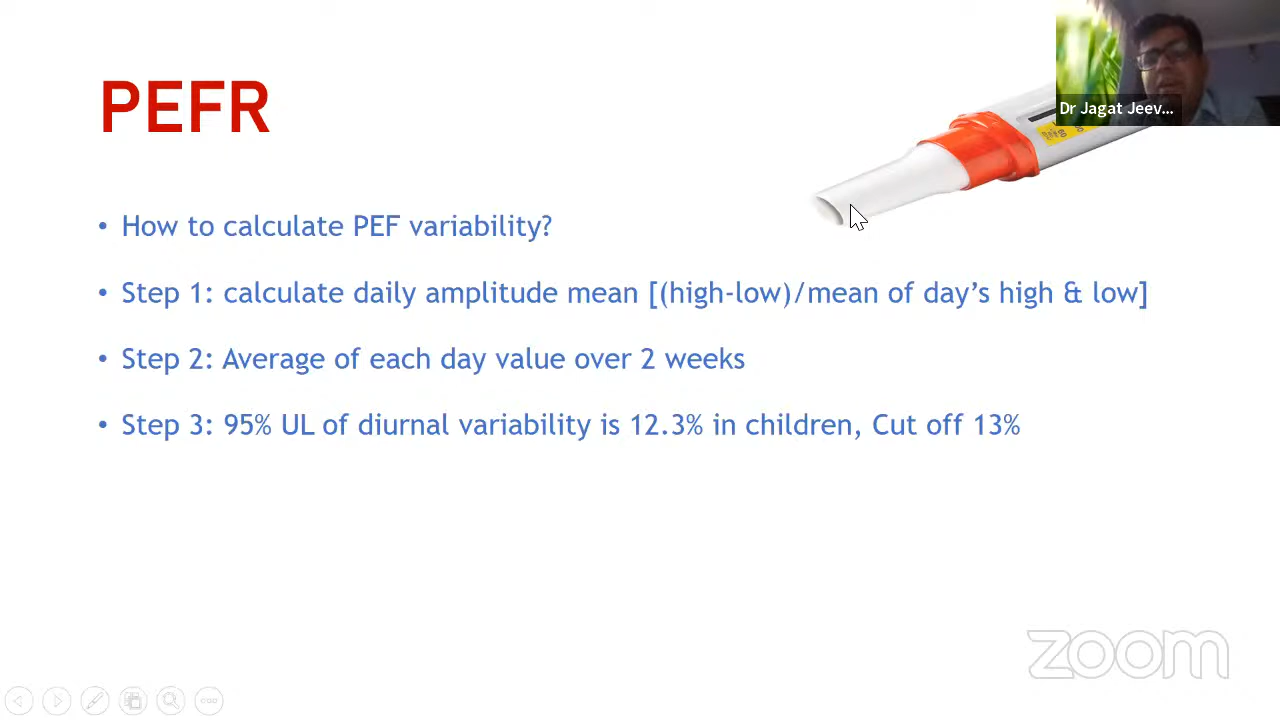 PEFR
Dr Jagat Jeev...
• How to calculate PEF variability?
• Step 1: calculate daily amplitude mean [(high-low)/mean of day’s high & low]
• Step 2: Average of each day value over 2 weeks
• Step 3: 95% UL of diurnal variability is 12.3% in children, Cut off 13%
zoom